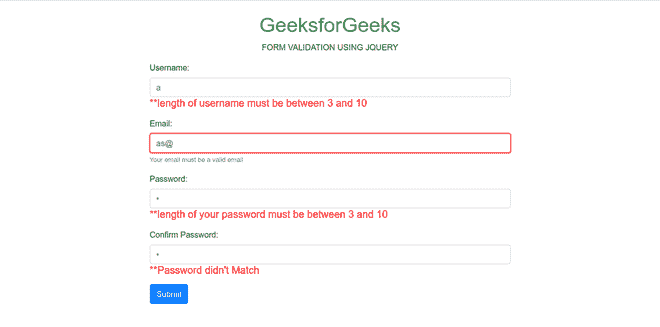 GeeksforGeeks
FORM VALIDATION USING JQUERY
Username:
a
**length of username must be between 3 and 10
Email:
as@
Your email must be a valid email
Password:
•
**length of your password must be between 3 and 10
Confirm Password:
•
**Password didn't Match
Submit